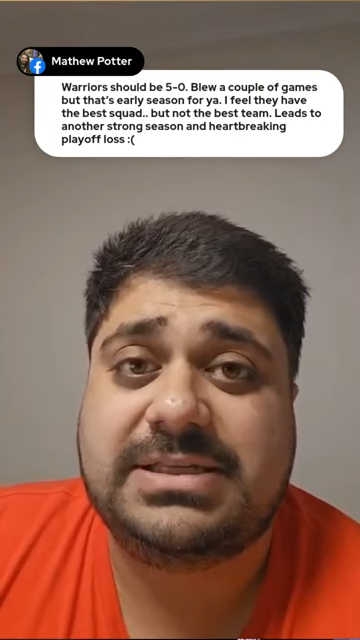 Mathew Potter
Warriors should be 5-0. Blew a couple of games
but that's early season for ya. I feel they have
the best squad.. but not the best team. Leads to
another strong season and heartbreaking
playoff loss :(